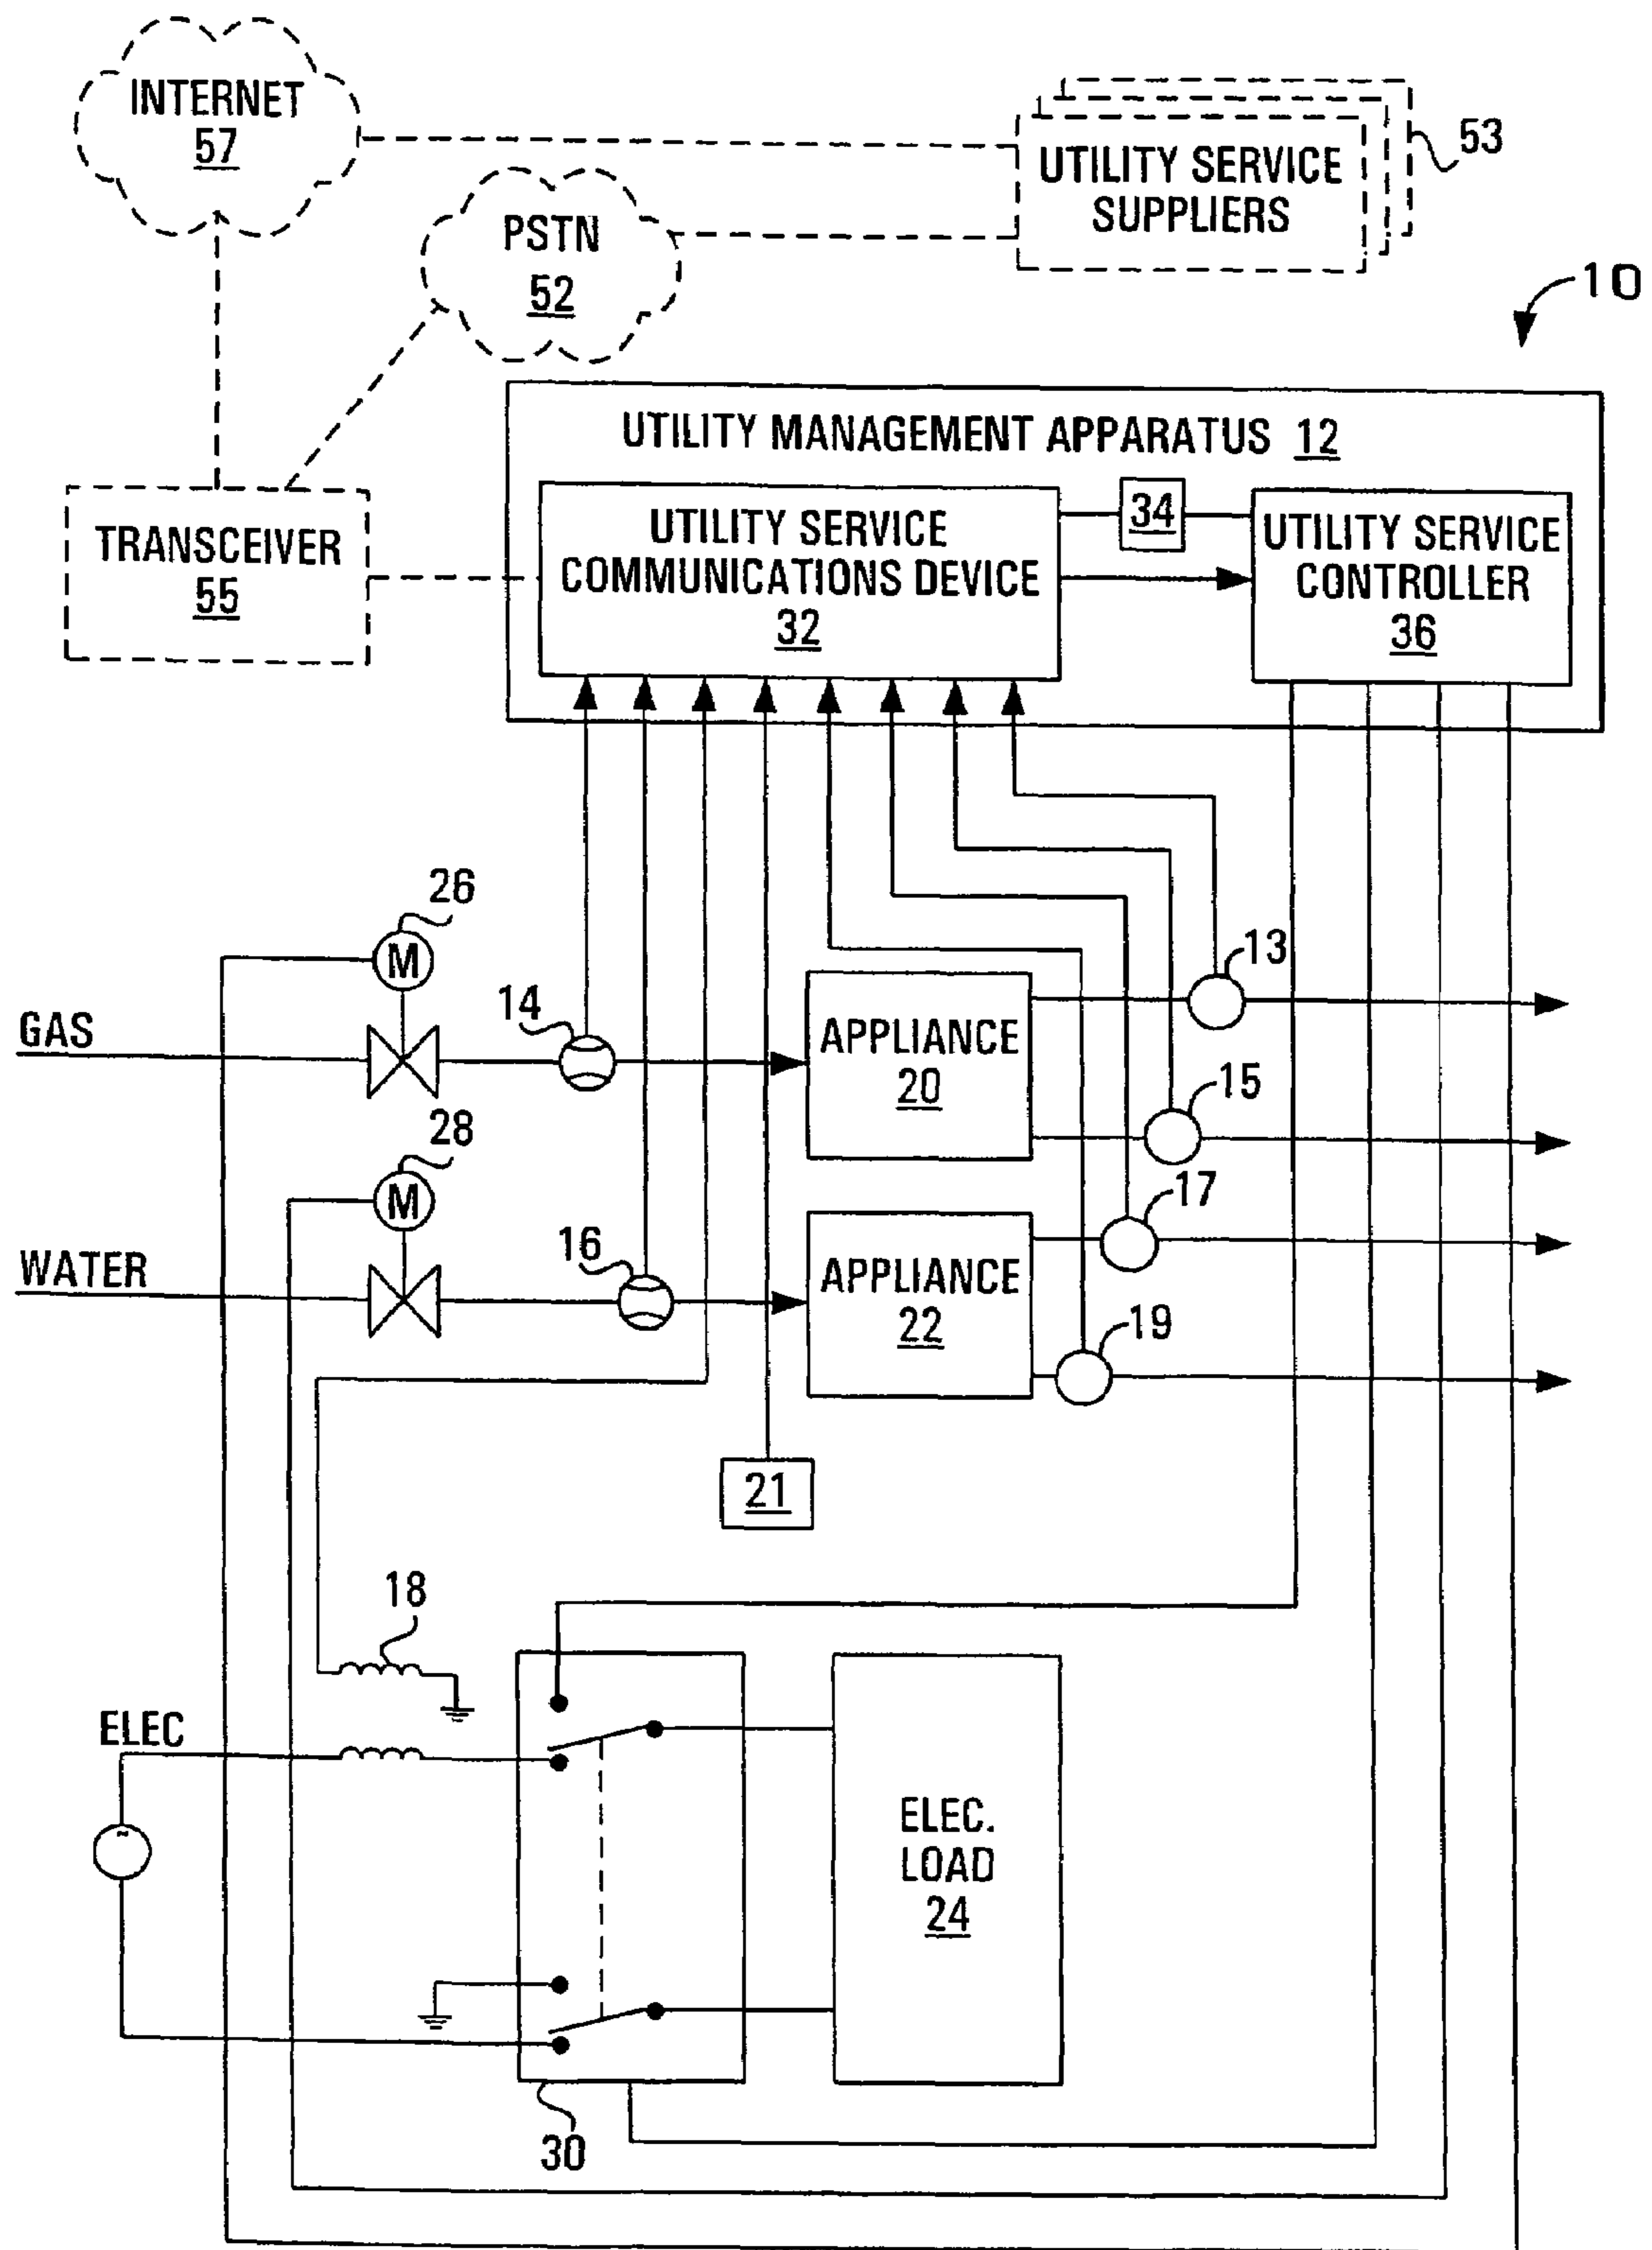 INTERNET
57
UTILITY SERVICE
SUPPLIERS
53
PSTN
52
10
UTILITY MANAGEMENT APPARATUS 12
UTILITY SERVICE
COMMUNICATIONS DEVICE
32
34
UTILITY SERVICE
CONTROLLER
36
TRANSCEIVER
55
26
M
14
GAS
APPLIANCE
20
13
15
28
M
16
WATER
APPLIANCE
22
17
19
21
18
ELEC
~
ELEC.
LOAD
24
30